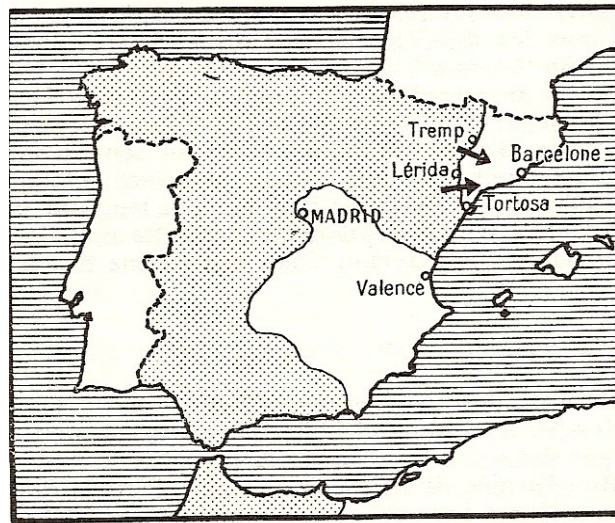 Tremp
Barcelone
Lérida
Tortosa
MADRID
Valence